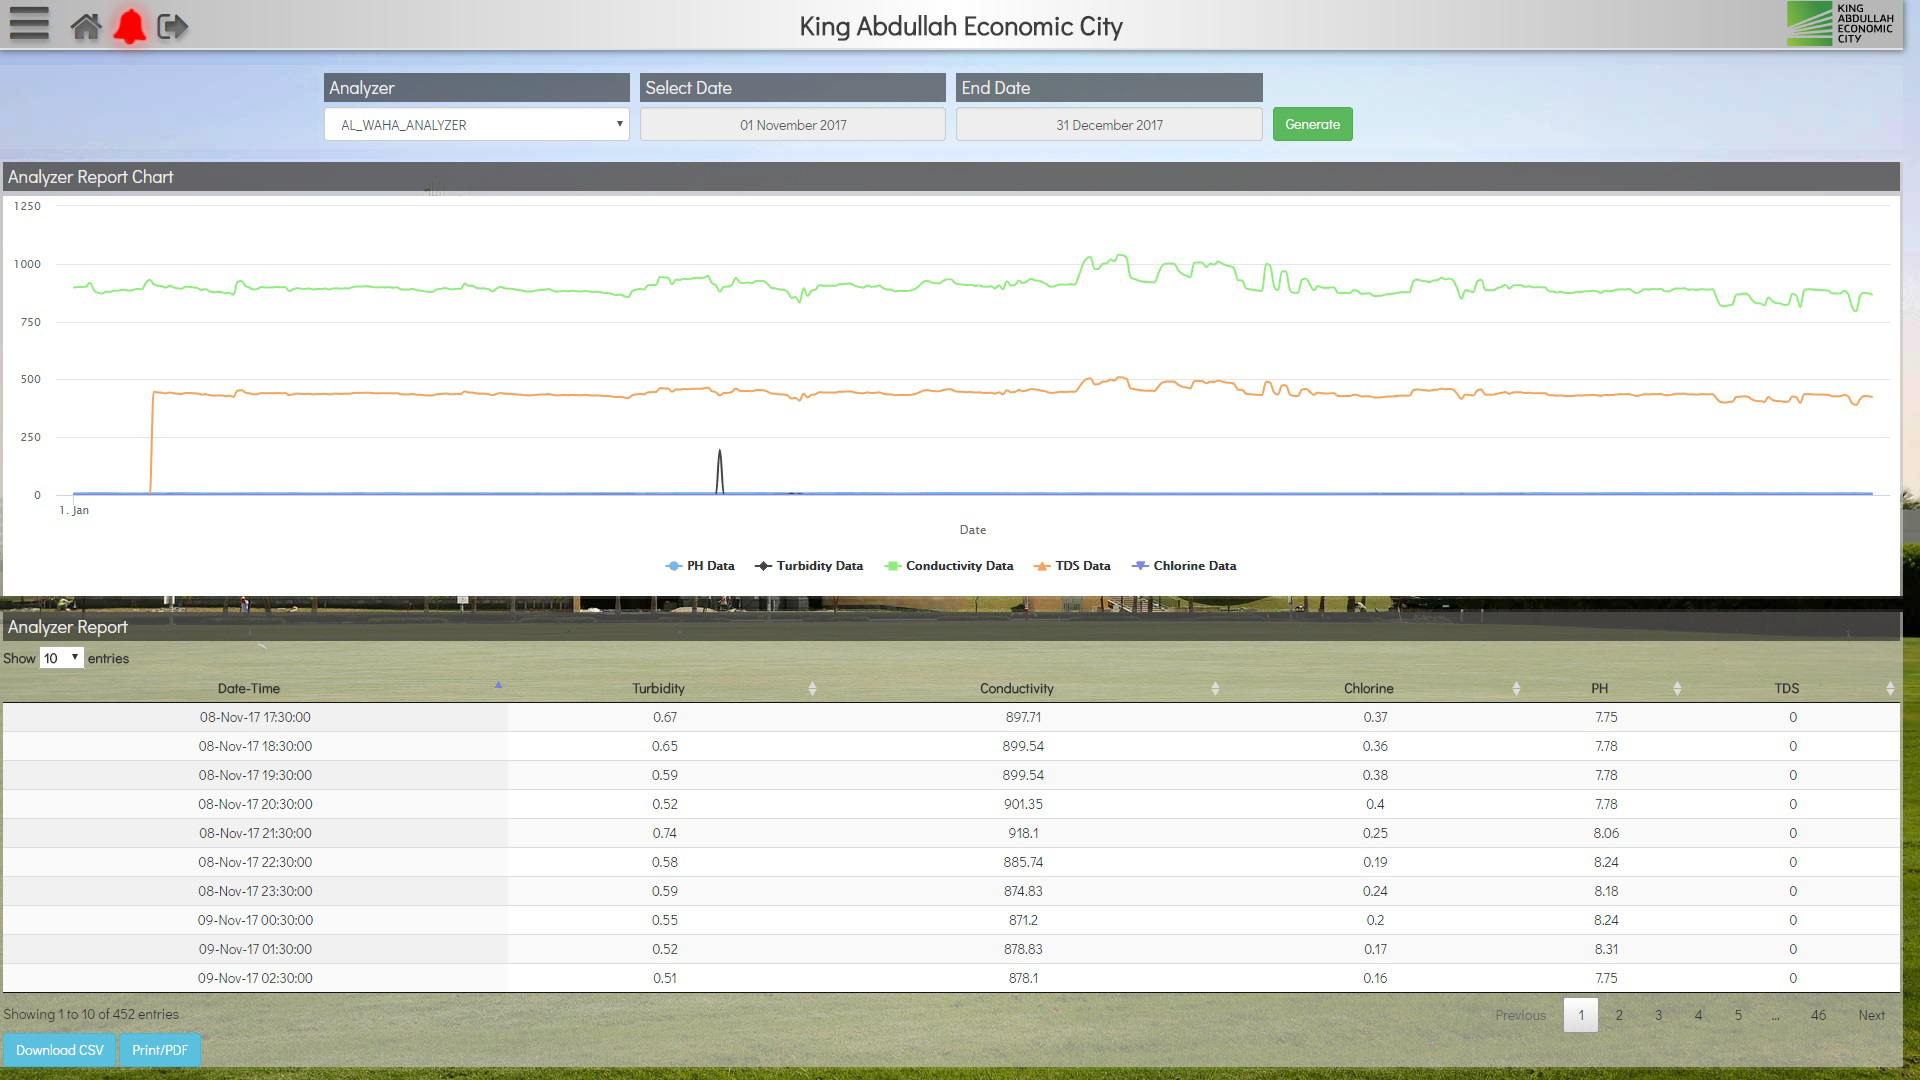 King Abdullah Economic City
KING
ABDULLAH
ECONOMIC
CITY
Analyzer
Select Date
End Date
AL_WAHA_ANALYZER
01 November 2017
31 December 2017
Generate
Analyzer Report Chart
1250
1000
750
500
250
0
1. Jan
Date
PH Data Turbidity Data Conductivity Data TDS Data Chlorine Data
Analyzer Report
Show 10 entries
Date-Time Turbidity Conductivity Chlorine PH TDS
08-Nov-17 17:30:00 0.67 897.71 0.37 7.75 0
08-Nov-17 18:30:00 0.65 899.54 0.36 7.78 0
08-Nov-17 19:30:00 0.59 899.54 0.38 7.78 0
08-Nov-17 20:30:00 0.52 901.35 0.4 7.78 0
08-Nov-17 21:30:00 0.74 918.1 0.25 8.06 0
08-Nov-17 22:30:00 0.58 885.74 0.19 8.24 0
08-Nov-17 23:30:00 0.59 874.83 0.24 8.18 0
09-Nov-17 00:30:00 0.55 871.2 0.2 8.24 0
09-Nov-17 01:30:00 0.52 878.83 0.17 8.31 0
09-Nov-17 02:30:00 0.51 878.1 0.16 7.75 0
Showing 1 to 10 of 452 entries
Previous 1 2 3 4 5 ... 46 Next
Download CSV
Print/PDF